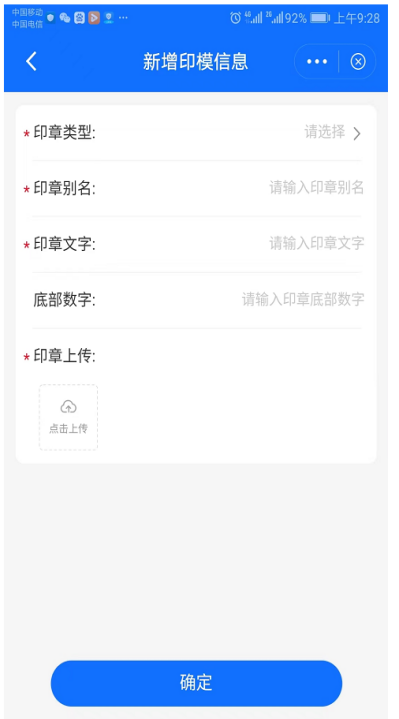 中国移动
中国电信
... 46 26 92% 上午9:28
新增印模信息
* 印章类型: 请选择
* 印章别名: 请输入印章别名
* 印章文字: 请输入印章文字
底部数字: 请输入印章底部数字
* 印章上传:
点击上传
确定